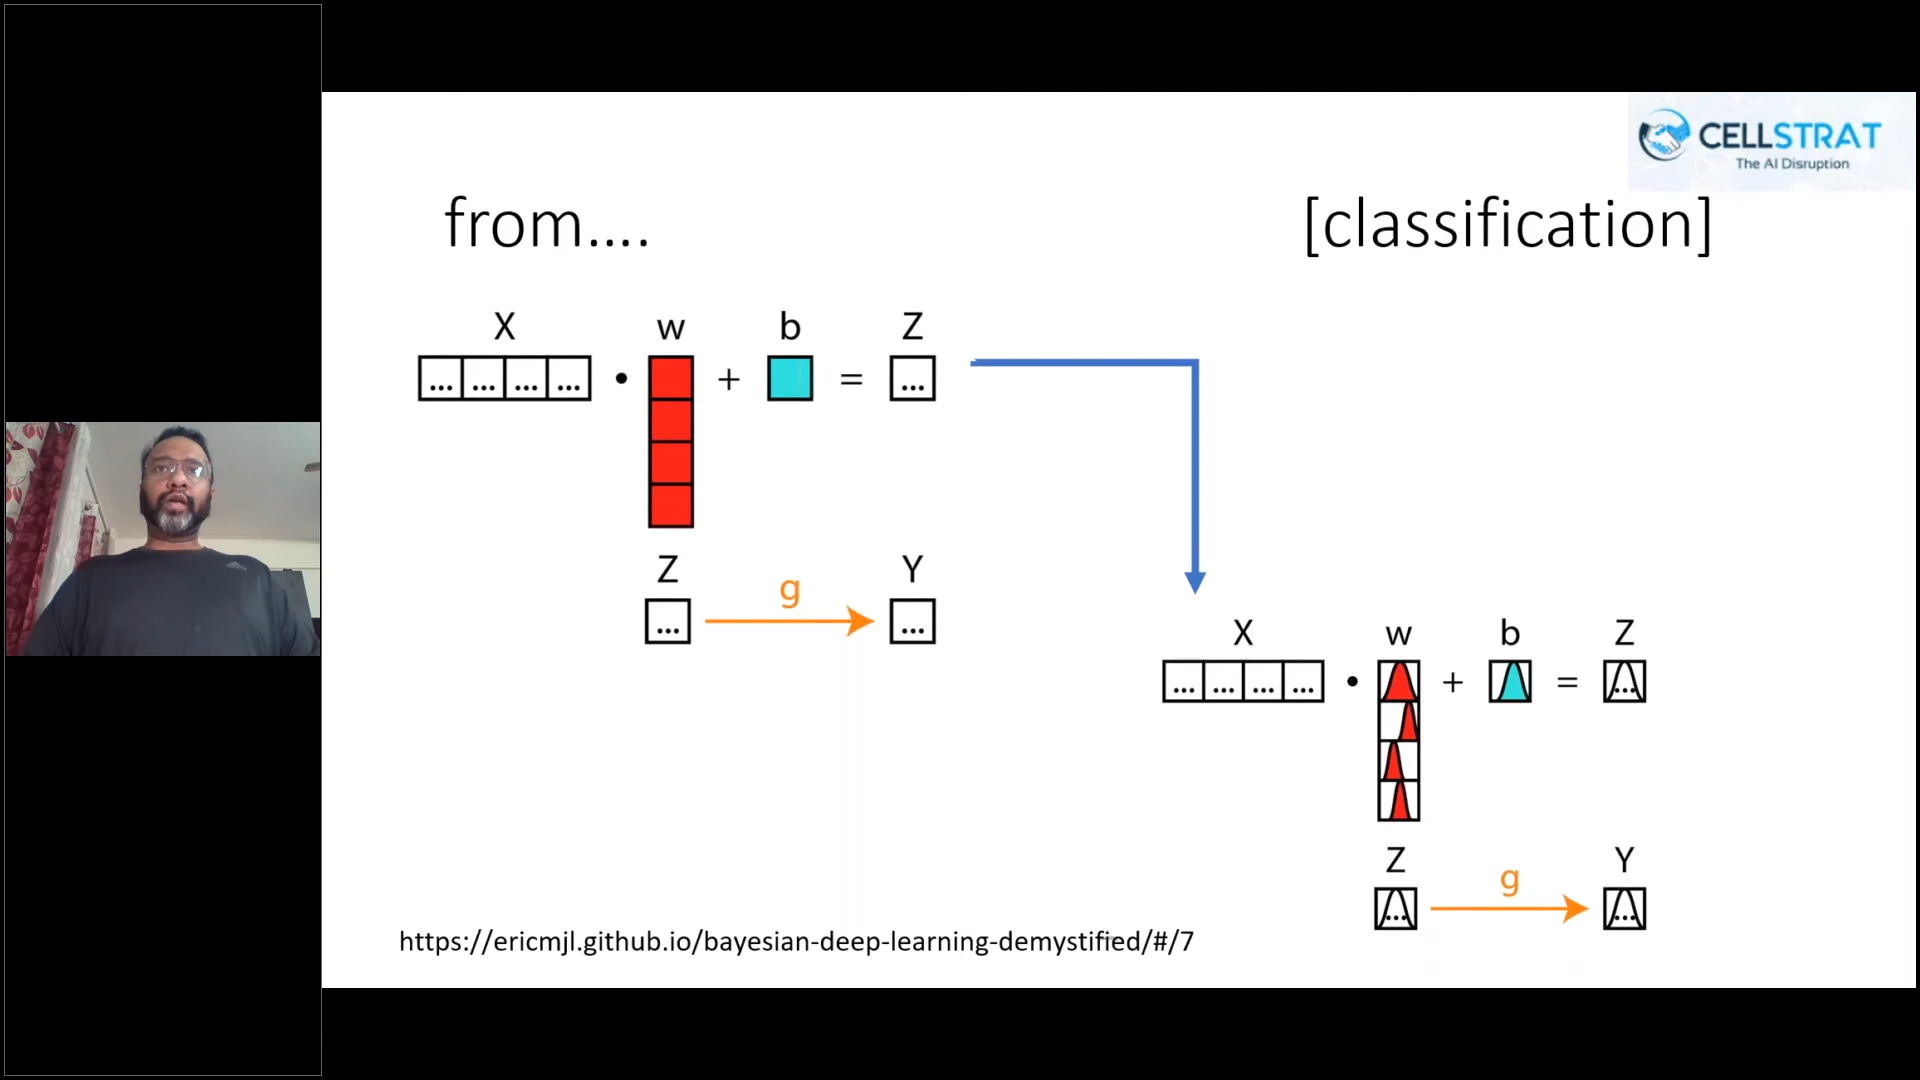 CELLSTRAT
The AI Disruption
from.... [classification]
X w b Z
... ... ... ... • + = ...
Z g Y
... ...
X w b Z
... ... ... ... • + = ...
Z g Y
... ...
https://ericmjl.github.io/bayesian-deep-learning-demystified/#/7